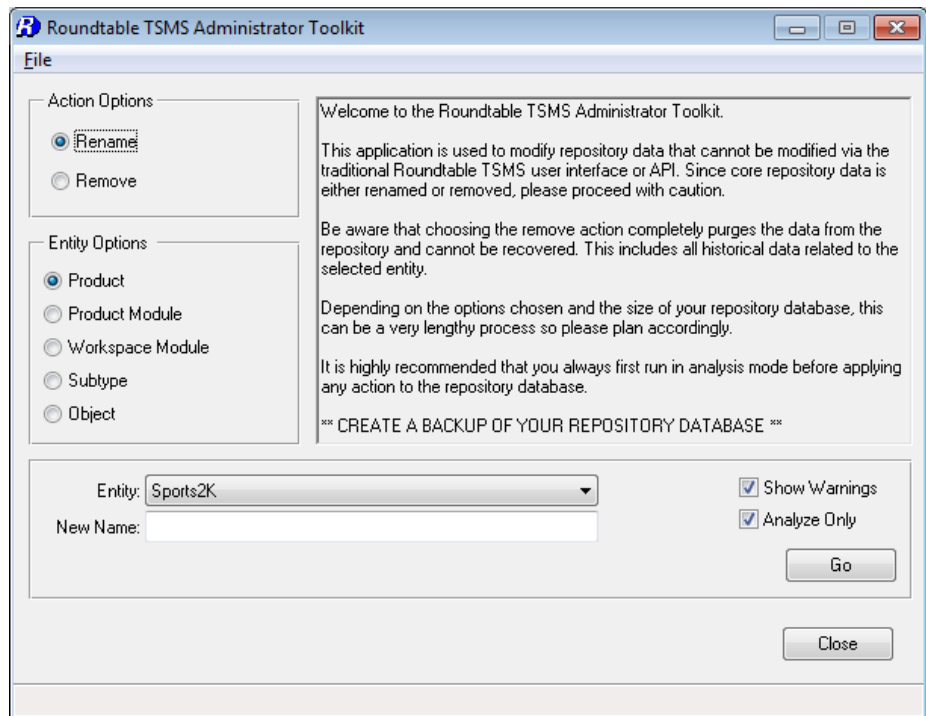 Roundtable TSMS Administrator Toolkit
File
Action Options
Rename
Remove
Entity Options
Product
Product Module
Workspace Module
Subtype
Object
Welcome to the Roundtable TSMS Administrator Toolkit.
This application is used to modify repository data that cannot be modified via the
traditional Roundtable TSMS user interface or API. Since core repository data is
either renamed or removed, please proceed with caution.
Be aware that choosing the remove action completely purges the data from the
repository and cannot be recovered. This includes all historical data related to the
selected entity.
Depending on the options chosen and the size of your repository database, this
can be a very lengthy process so please plan accordingly.
It is highly recommended that you always first run in analysis mode before applying
any action to the repository database.
** CREATE A BACKUP OF YOUR REPOSITORY DATABASE **
Entity: Sports2K
New Name:
Show Warnings
Analyze Only
Go
Close